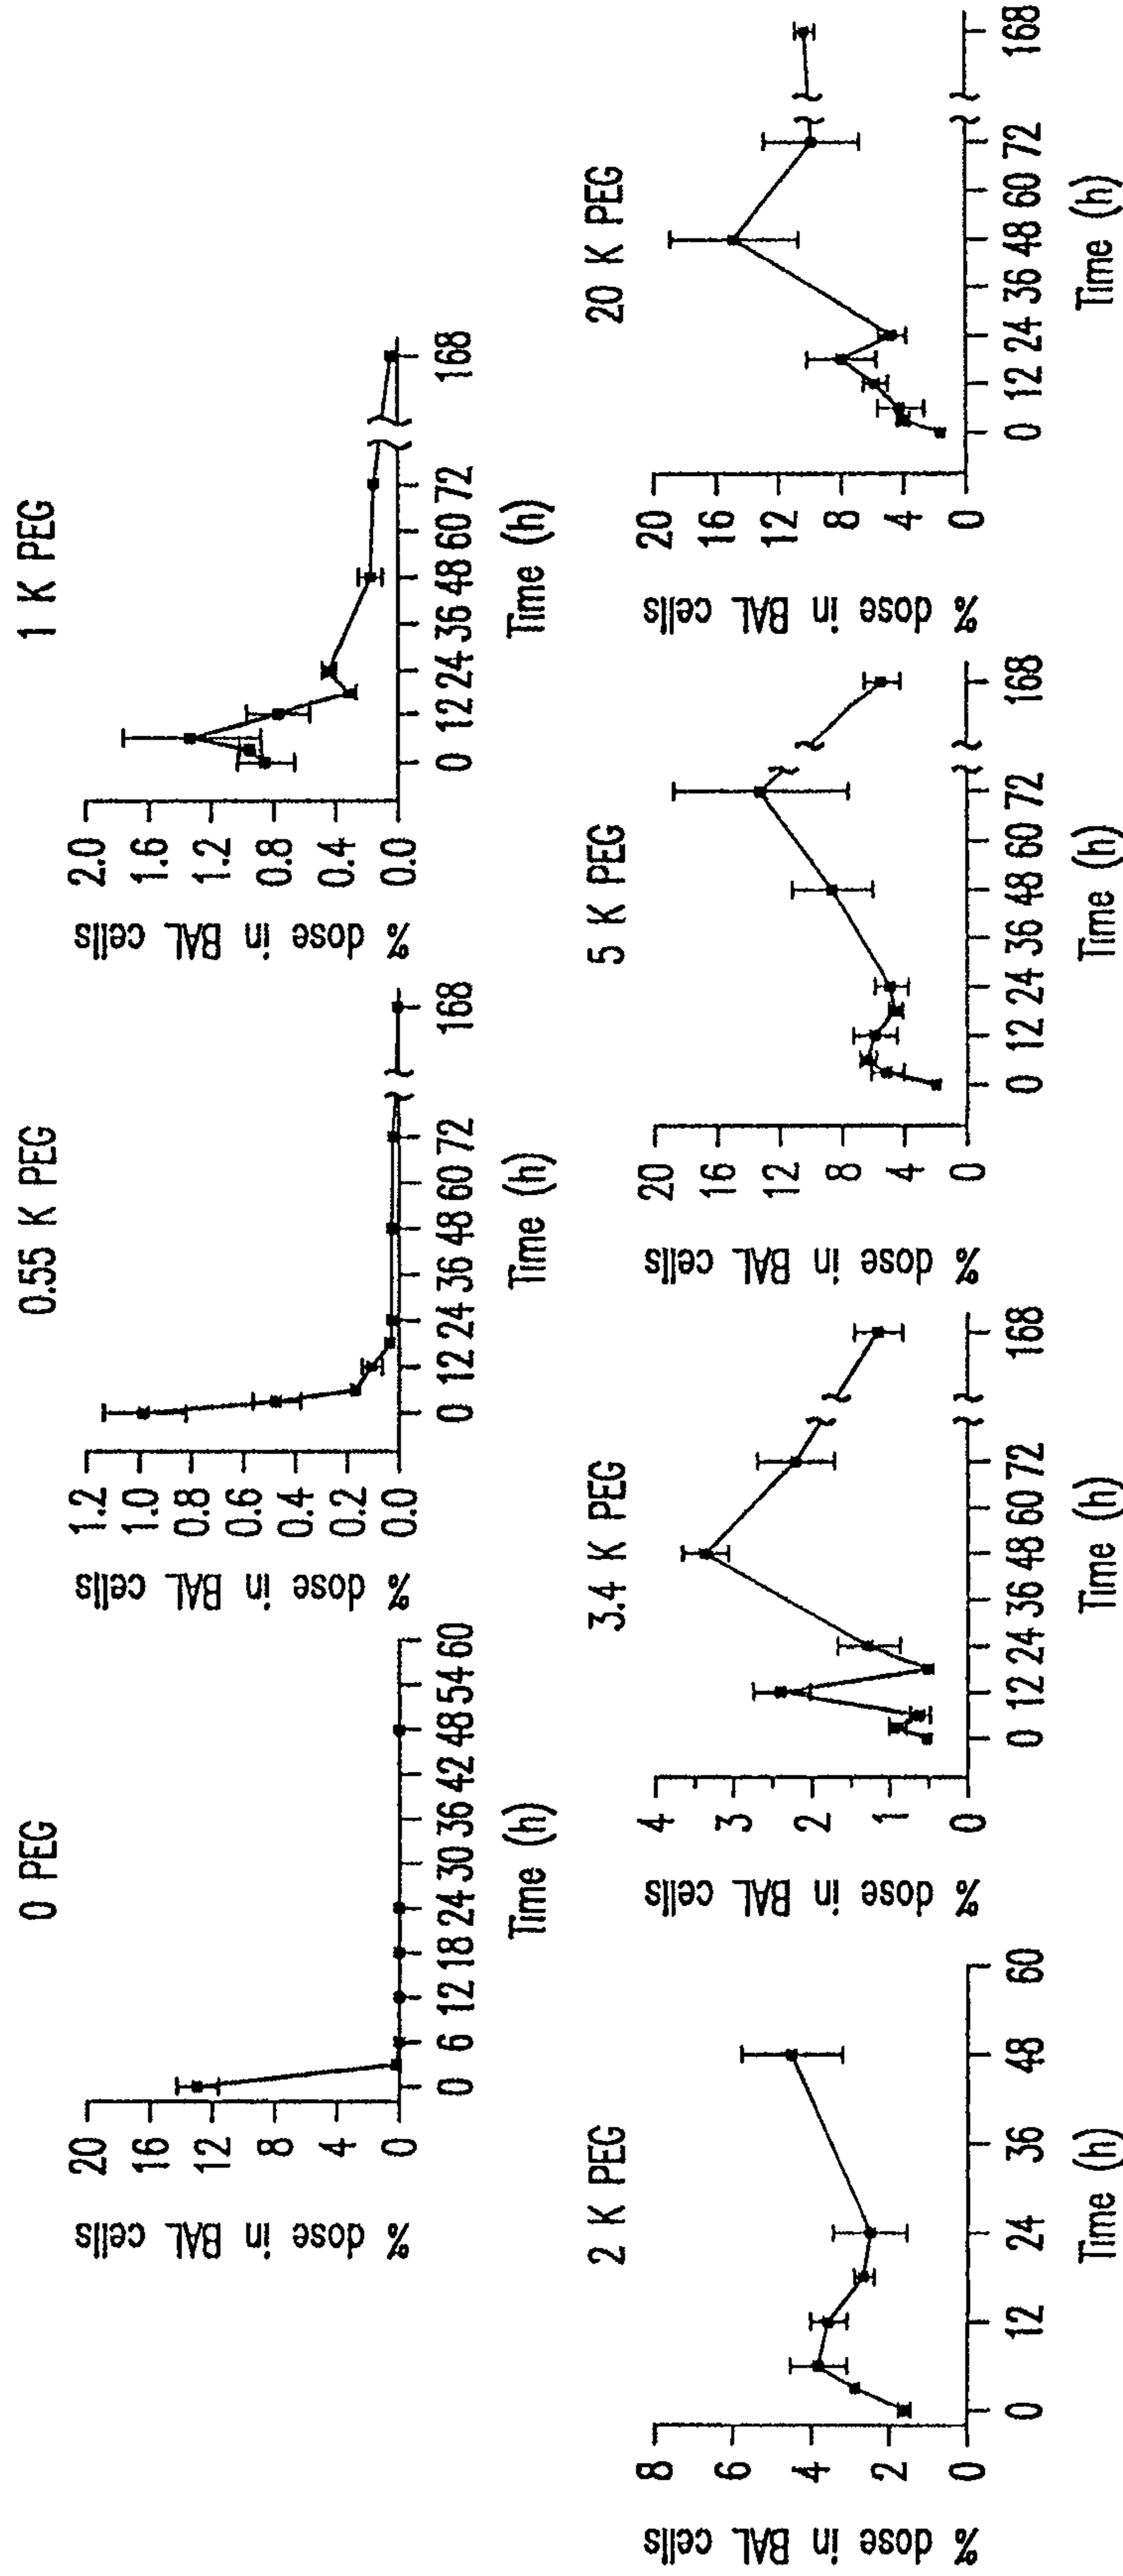 0 PEG
% dose in BAL cells
20
16
12
8
4
0
0 6 12 18 24 30 36 42 48 54 60
Time (h)
0.55 K PEG
% dose in BAL cells
1.2
1.0
0.8
0.6
0.4
0.2
0.0
0 12 24 36 48 60 72 168
Time (h)
1 K PEG
% dose in BAL cells
2.0
1.6
1.2
0.8
0.4
0.0
0 12 24 36 48 60 72 168
Time (h)
2 K PEG
% dose in BAL cells
8
6
4
2
0
0 12 24 36 48 60
Time (h)
3.4 K PEG
% dose in BAL cells
4
3
2
1
0
0 12 24 36 48 60 72 168
Time (h)
5 K PEG
% dose in BAL cells
20
16
12
8
4
0
0 12 24 36 48 60 72 168
Time (h)
20 K PEG
% dose in BAL cells
20
16
12
8
4
0
0 12 24 36 48 60 72 168
Time (h)